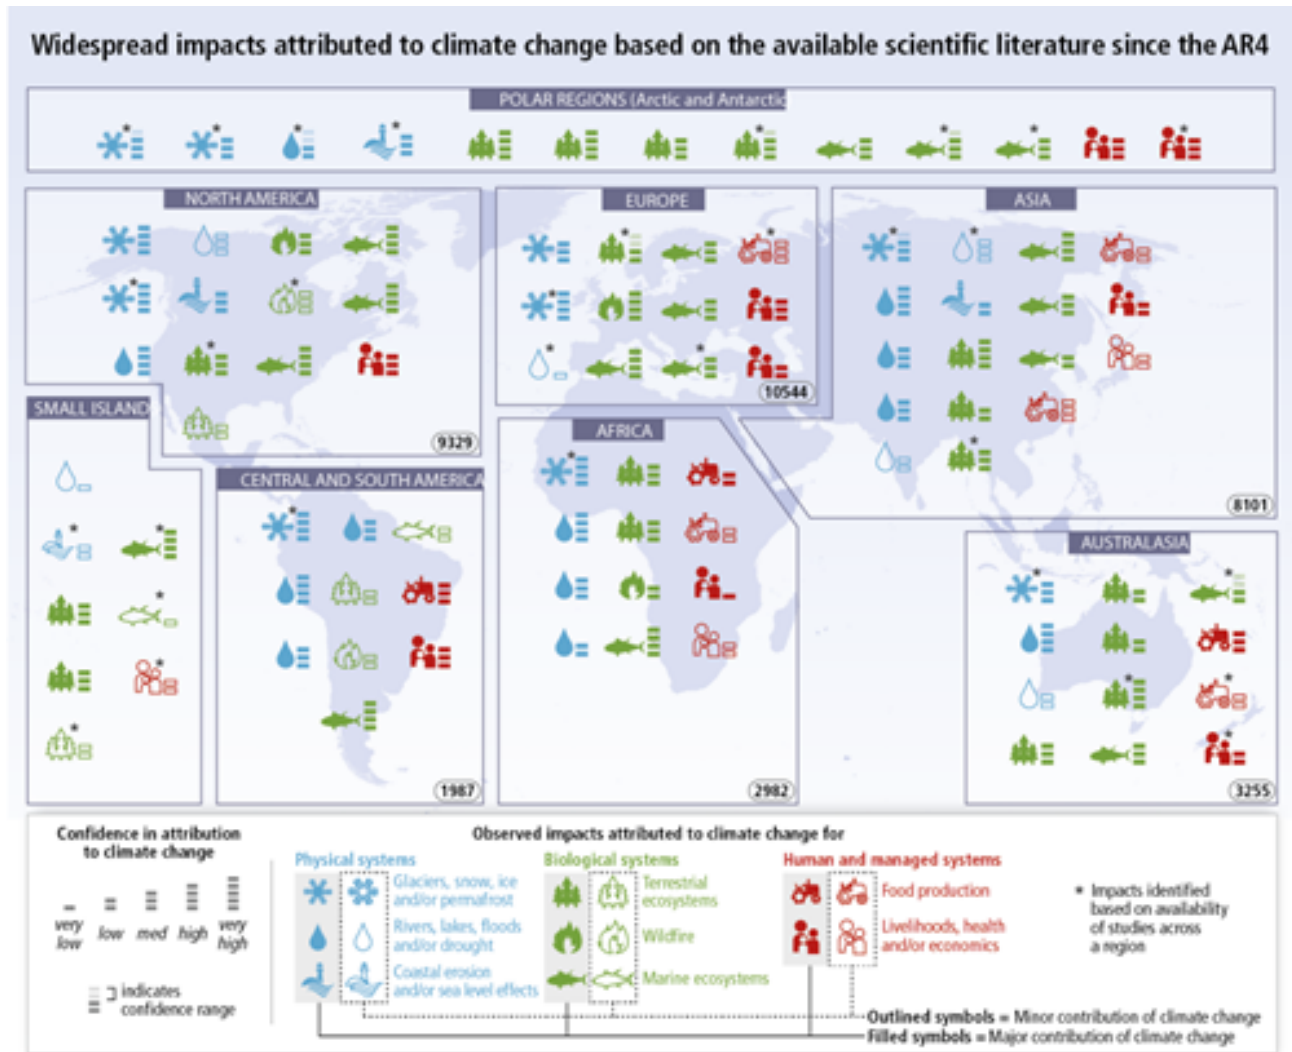 Widespread impacts attributed to climate change based on the available scientific literature since the AR4
POLAR REGIONS (Arctic and Antarctic
NORTH AMERICA
EUROPE
ASIA
10544
SMALL ISLAND
AFRICA
9329
CENTRAL AND SOUTH AMERICA
8101
AUSTRALASIA
1987
2982
3255
Confidence in attribution
to climate change
very
low
low
med
high
very
high
indicates
confidence range
Observed impacts attributed to climate change for
Physical systems
Glaciers, snow, ice
and/or permafrost
Rivers, lakes, floods
and/or drought
Coastal erosion
and/or sea level effects
Biological systems
Terrestrial
ecosystems
Wildfire
Marine ecosystems
Human and managed systems
Food production
Livelihoods, health
and/or economics
* Impacts identified
based on availability
of studies across
a region
Outlined symbols = Minor contribution of climate change
Filled symbols = Major contribution of climate change